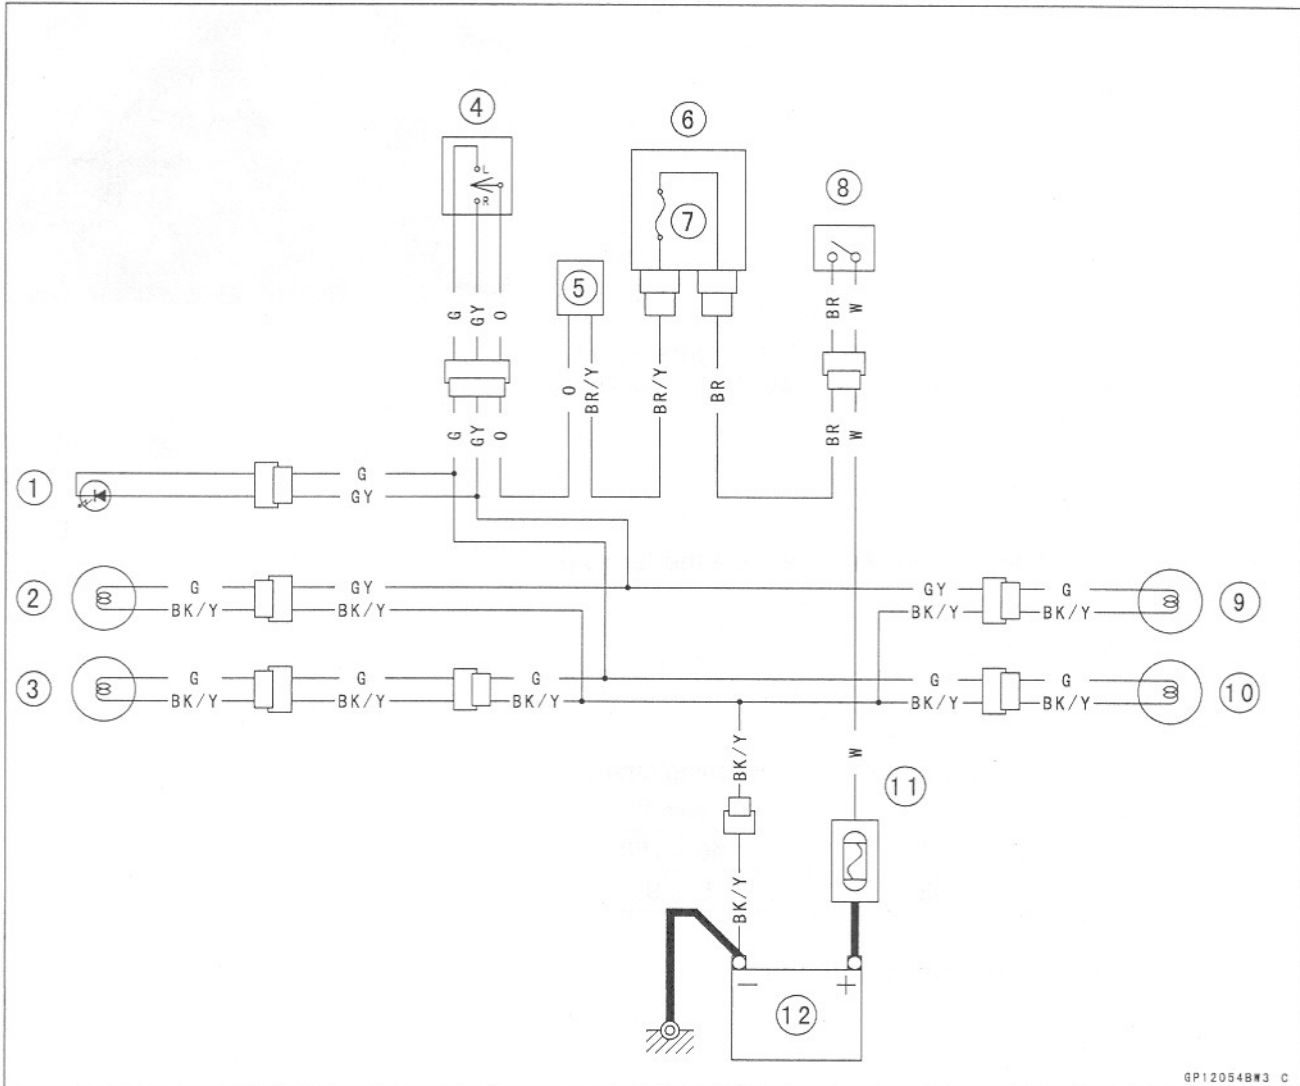 4
6
8
L
R
7
5
G GY O
BR W
O BR/Y BR/Y BR
G GY O
BR W
1 G
GY
2 G GY GY G 9
BK/Y BK/Y BK/Y BK/Y
3 G G G G G 10
BK/Y BK/Y BK/Y BK/Y BK/Y
BK/Y W
11
BK/Y
− +
12
GP12054BW3 C